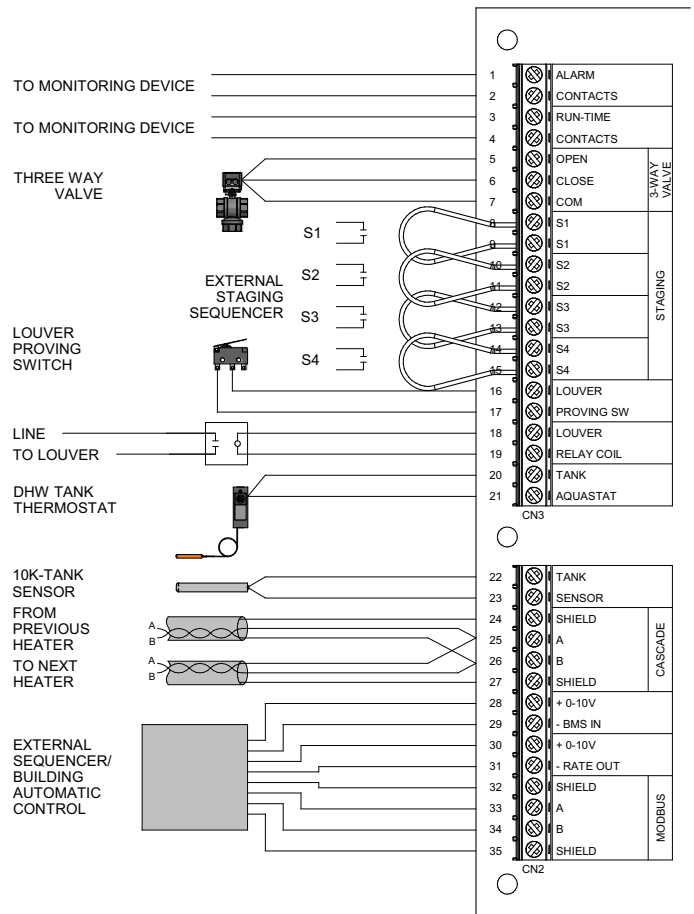 TO MONITORING DEVICE
TO MONITORING DEVICE
THREE WAY
VALVE
S1
S2
EXTERNAL
STAGING
SEQUENCER
S3
S4
LOUVER
PROVING
SWITCH
LINE
TO LOUVER
DHW TANK
THERMOSTAT
10K-TANK
SENSOR
FROM
PREVIOUS
HEATER
A
B
TO NEXT
HEATER
A
B
EXTERNAL
SEQUENCER/
BUILDING
AUTOMATIC
CONTROL
1 ALARM
2 CONTACTS
3 RUN-TIME
4 CONTACTS
5 OPEN
6 CLOSE
7 COM
3-WAY
VALVE
8 S1
9 S1
10 S2
11 S2
12 S3
13 S3
14 S4
15 S4
STAGING
16 LOUVER
17 PROVING SW
18 LOUVER
19 RELAY COIL
20 TANK
21 AQUASTAT
CN3
22 TANK
23 SENSOR
24 SHIELD
25 A
26 B
27 SHIELD
CASCADE
28 + 0-10V
29 - BMS IN
30 + 0-10V
31 - RATE OUT
32 SHIELD
33 A
34 B
35 SHIELD
MODBUS
CN2